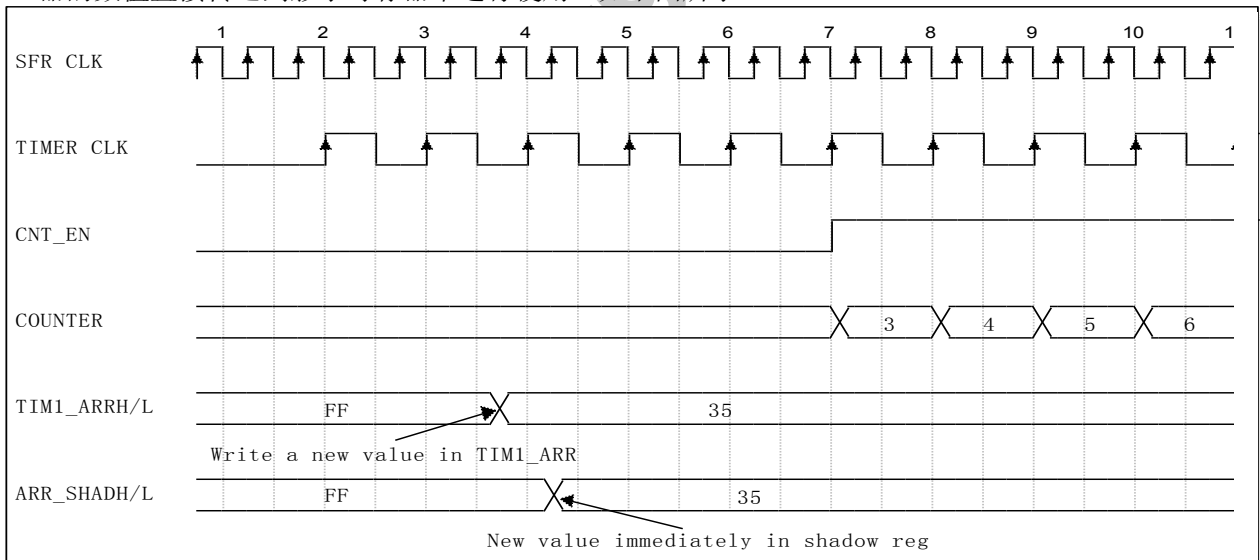 1 2 3 4 5 6 7 8 9 10 1
SFR CLK
TIMER CLK
CNT_EN
COUNTER 3 4 5 6
TIM1_ARRH/L FF 35
Write a new value in TIM1_ARR
ARR_SHADH/L FF 35
New value immediately in shadow reg